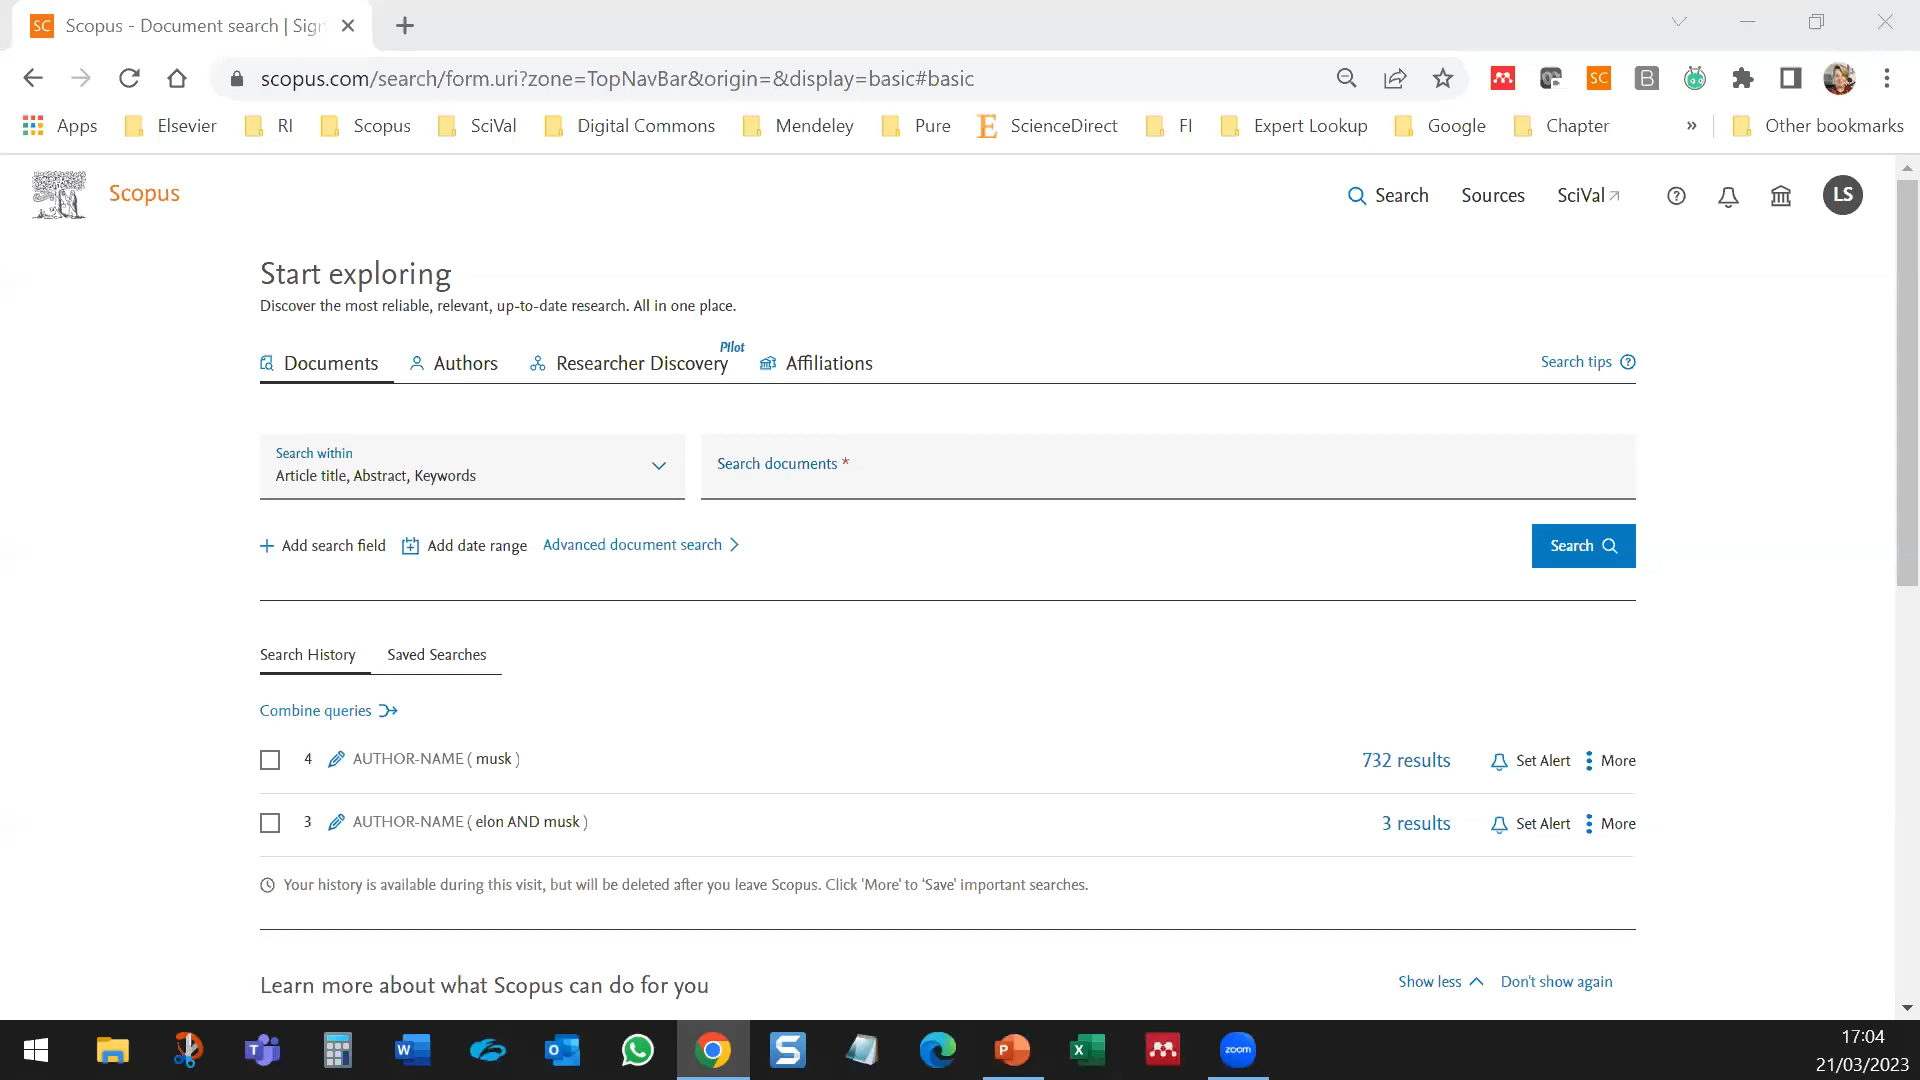 SC Scopus - Document search | Sign
scopus.com/search/form.uri?zone=TopNavBar&origin=&display=basic#basic
SC B
Apps Elsevier RI Scopus SciVal Digital Commons Mendeley Pure E ScienceDirect FI Expert Lookup Google Chapter » Other bookmarks
Scopus
Search Sources SciVal LS
Start exploring
Discover the most reliable, relevant, up-to-date research. All in one place.
Pilot
Documents Authors Researcher Discovery Affiliations Search tips
Search within
Article title, Abstract, Keywords
Search documents *
Add search field Add date range Advanced document search Search
Search History Saved Searches
Combine queries
4 AUTHOR-NAME ( musk ) 732 results Set Alert More
3 AUTHOR-NAME ( elon AND musk ) 3 results Set Alert More
Your history is available during this visit, but will be deleted after you leave Scopus. Click 'More' to 'Save' important searches.
Learn more about what Scopus can do for you Show less Don't show again
zoom
17:04
21/03/2023